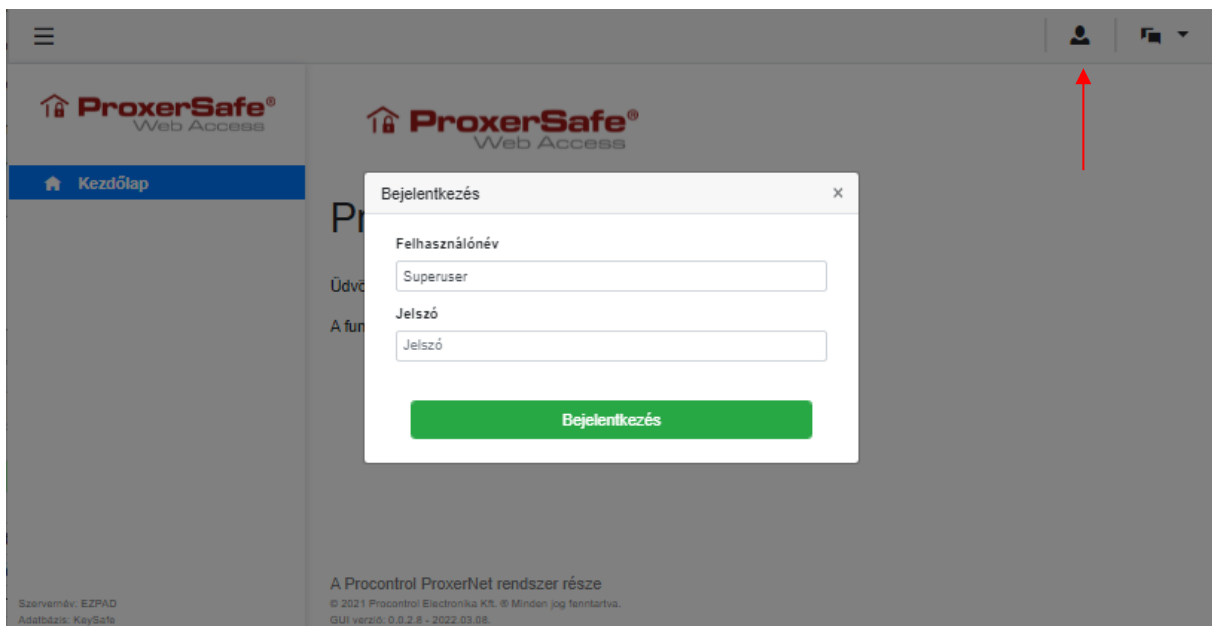 ProxerSafe®
Web Access
Kezdőlap
Szervernév: EZPAD
Adatbázis: KeySafe
ProxerSafe®
Web Access
Pr
Üdvö
A fun
Bejelentkezés ×
Felhasználónév
Superuser
Jelszó
Jelszó
Bejelentkezés
A Procontrol ProxerNet rendszer része
© 2021 Procontrol Electronika Kft. ® Minden jog fenntartva.
GUI verzió: 0.0.2.8 - 2022.03.08.